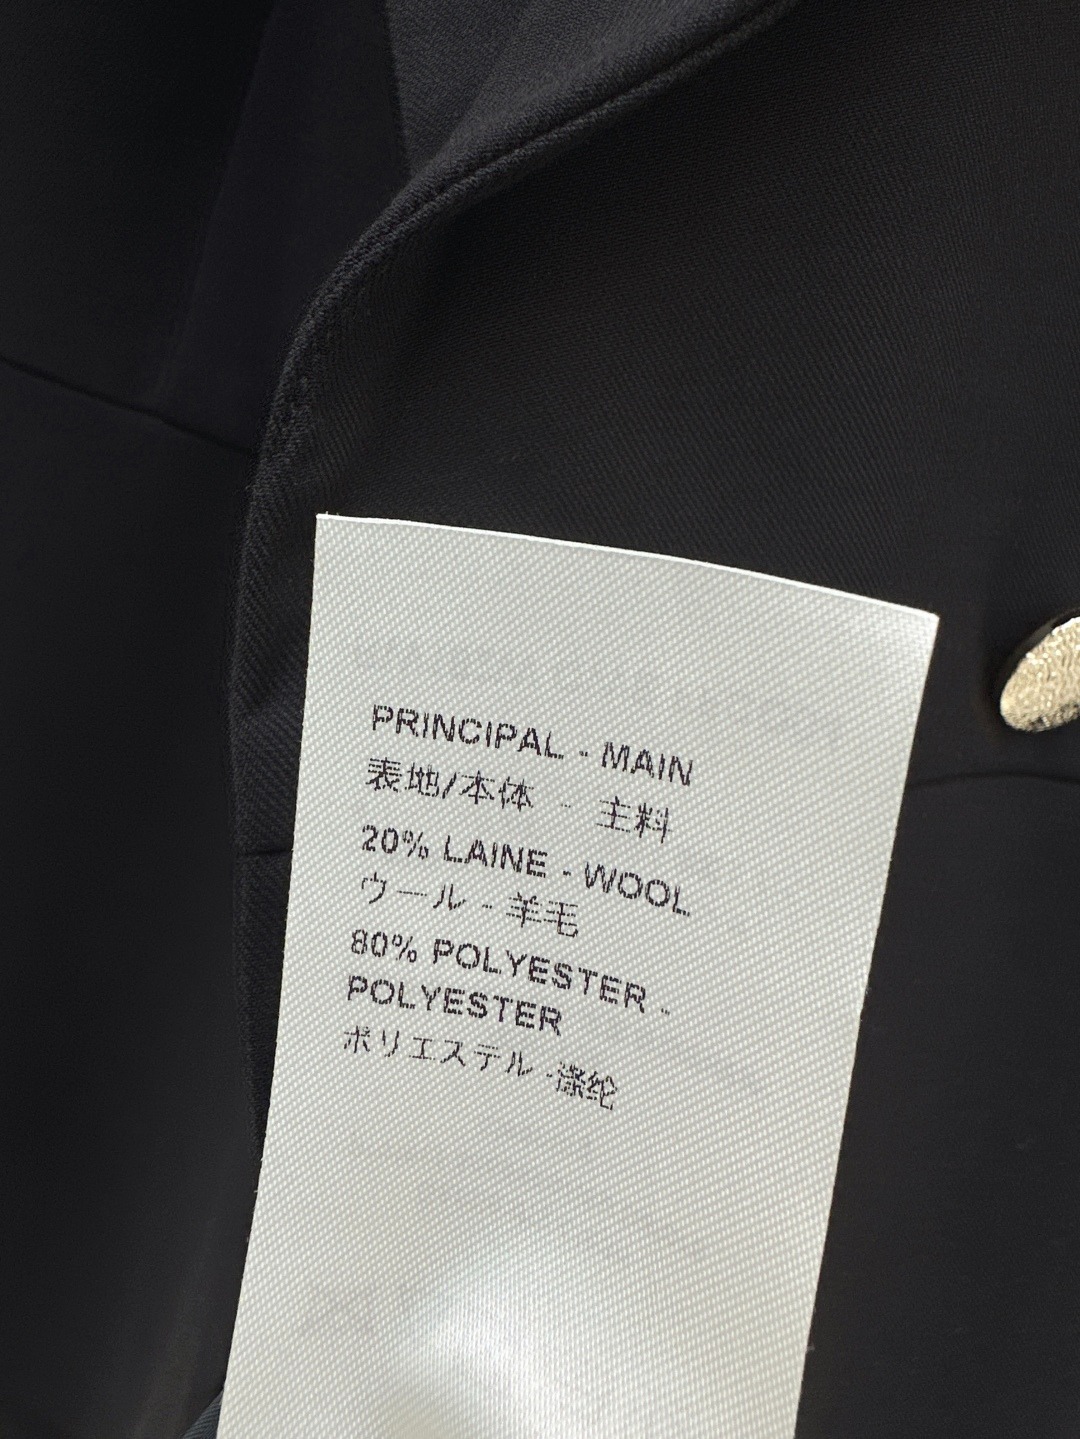 PRINCIPAL - MAIN
表地/本体 - 主料
20% LAINE - WOOL
ウール - 羊毛
80% POLYESTER -
POLYESTER
ポリエステル -涤纶